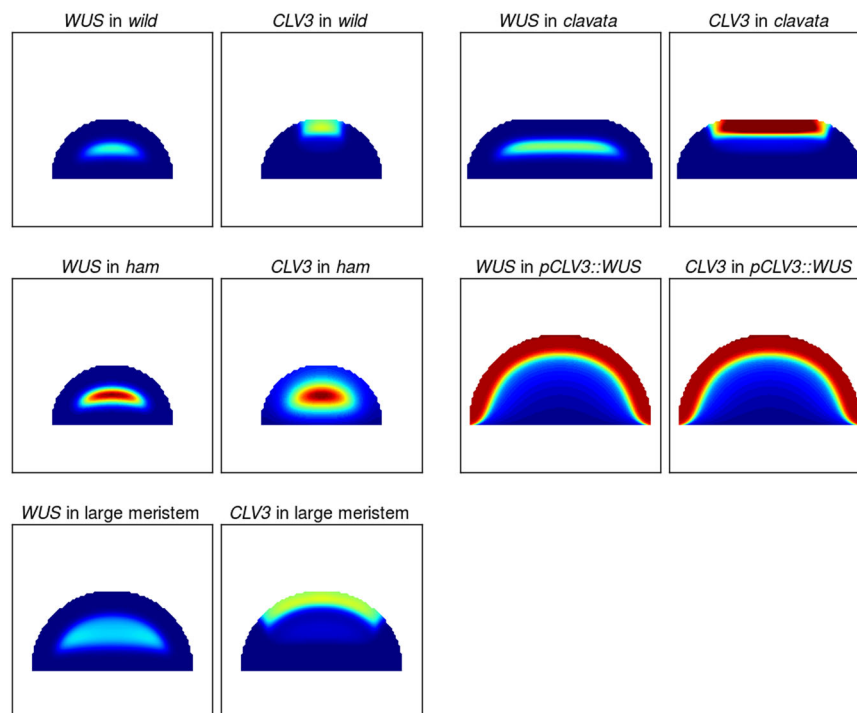 WUS in wild
CLV3 in wild
WUS in clavata
CLV3 in clavata
WUS in ham
CLV3 in ham
WUS in pCLV3::WUS
CLV3 in pCLV3::WUS
WUS in large meristem
CLV3 in large meristem